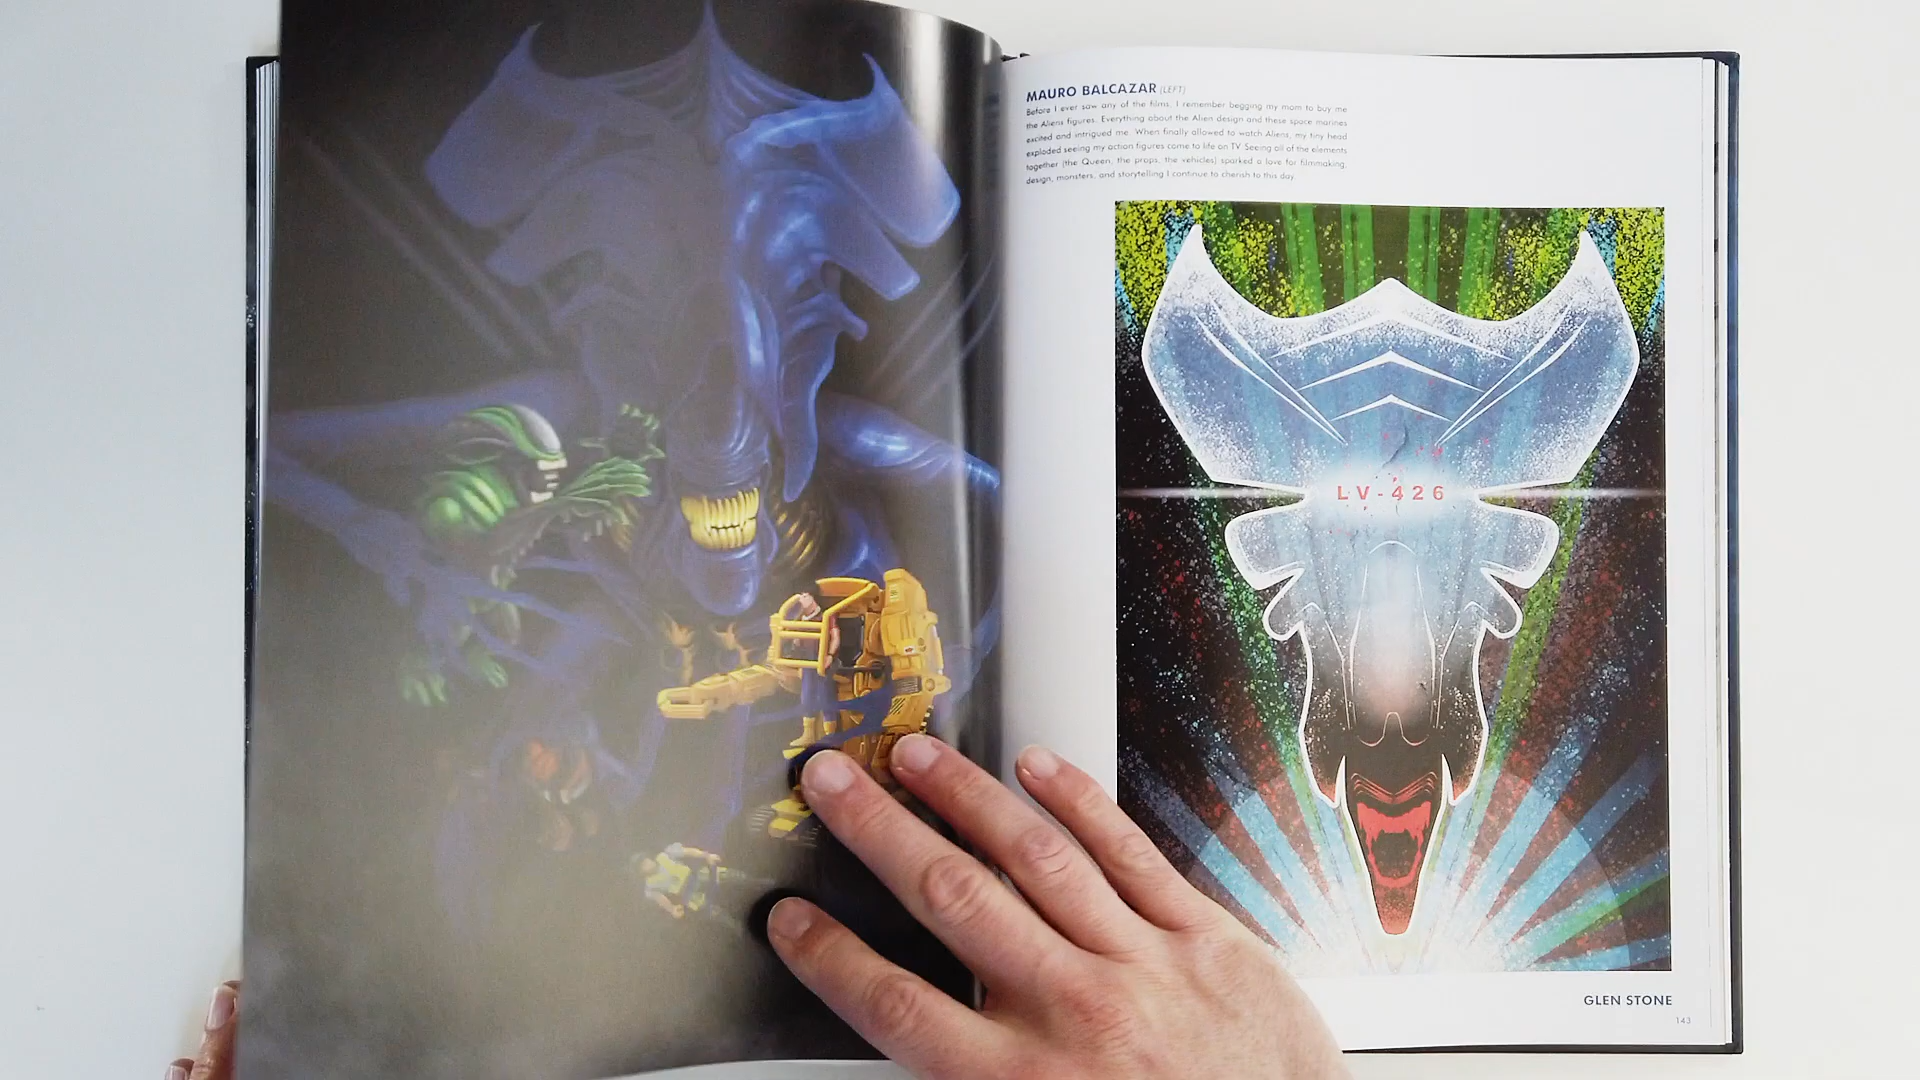 MAURO BALCAZAR (LEFT)
Before I ever saw any of the films, I remember begging my mom to buy me
the Aliens figures. Everything about the Alien design and these space marines
excited and intrigued me. When finally allowed to watch Aliens, my tiny head
exploded seeing my action figures come to life on TV. Seeing all of the elements
together (the Queen, the props, the vehicles) sparked a love for filmmaking,
design, monsters, and storytelling I continue to cherish to this day.
LV-426
GLEN STONE
143